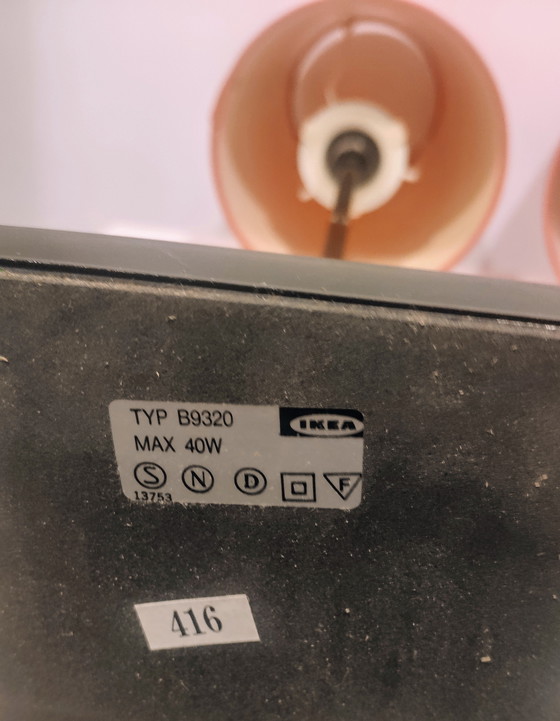 TYP B9320
IKEA
MAX 40W
S N D F
13753
416